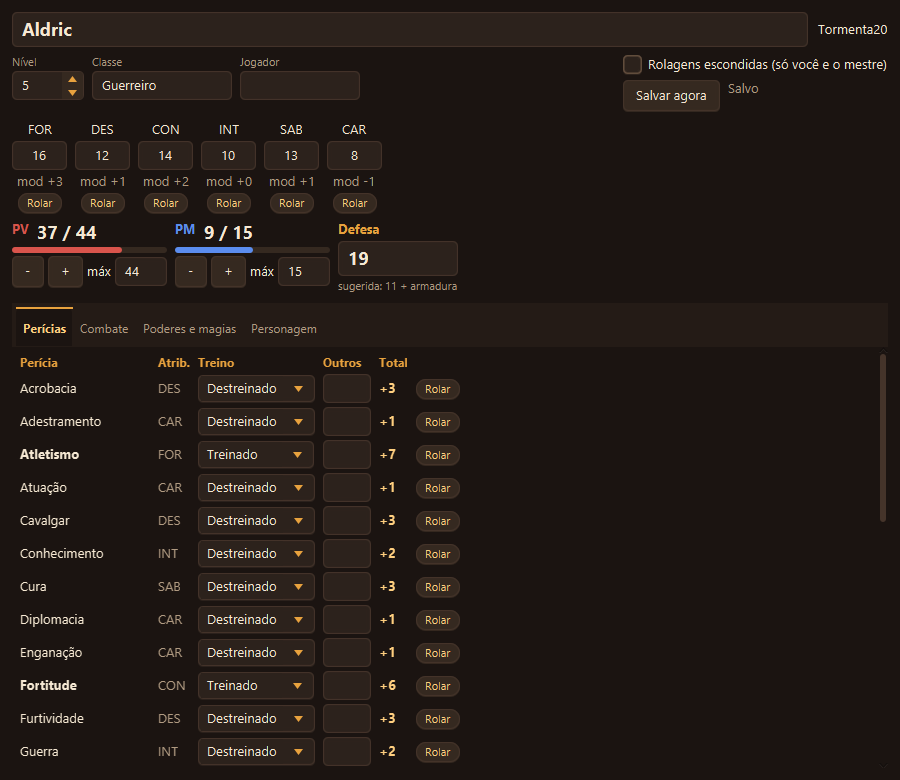 Aldric
Tormenta20
Nível Classe Jogador
5 Guerreiro
Rolagens escondidas (só você e o mestre)
Salvar agora Salvo
FOR DES CON INT SAB CAR
16 12 14 10 13 8
mod +3 mod +1 mod +2 mod +0 mod +1 mod -1
Rolar Rolar Rolar Rolar Rolar Rolar
PV 37 / 44 PM 9 / 15 Defesa
19
- + máx 44 - + máx 15
sugerida: 11 + armadura
Perícias Combate Poderes e magias Personagem
Perícia Atrib. Treino Outros Total
Acrobacia DES Destreinado +3 Rolar
Adestramento CAR Destreinado +1 Rolar
Atletismo FOR Treinado +7 Rolar
Atuação CAR Destreinado +1 Rolar
Cavalgar DES Destreinado +3 Rolar
Conhecimento INT Destreinado +2 Rolar
Cura SAB Destreinado +3 Rolar
Diplomacia CAR Destreinado +1 Rolar
Enganação CAR Destreinado +1 Rolar
Fortitude CON Treinado +6 Rolar
Furtividade DES Destreinado +3 Rolar
Guerra INT Destreinado +2 Rolar